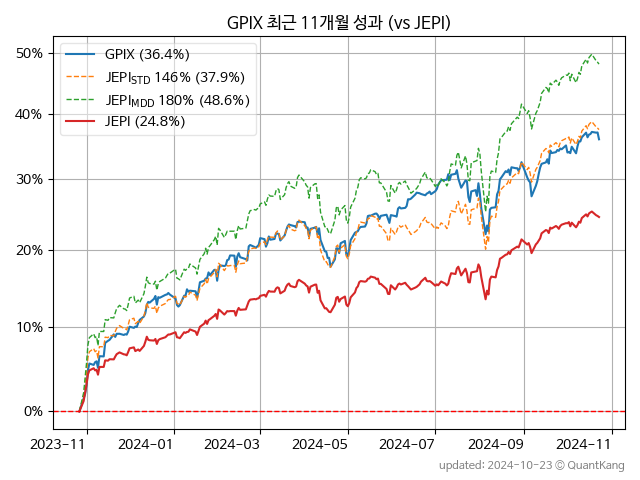 GPIX 최근 11개월 성과 (vs JEPI)
GPIX (36.4%)
JEPISTD 146% (37.9%)
JEPIMDD 180% (48.6%)
JEPI (24.8%)
50%
40%
30%
20%
10%
0%
2023-11 2024-01 2024-03 2024-05 2024-07 2024-09 2024-11
updated: 2024-10-23 ⓒ QuantKang